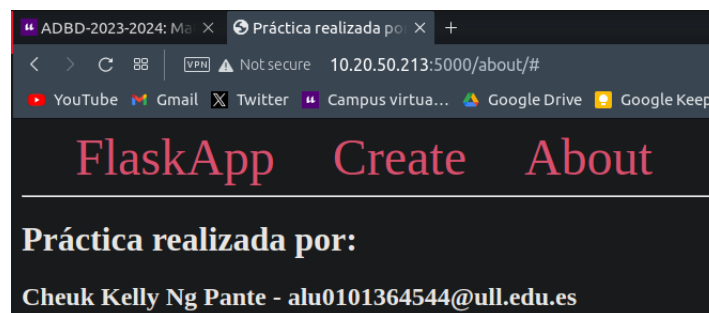 ADBD-2023-2024: Ma
Práctica realizada po
VPN Not secure 10.20.50.213:5000/about/#
YouTube Gmail Twitter Campus virtua... Google Drive Google Keep
FlaskApp Create About
Práctica realizada por:
Cheuk Kelly Ng Pante - alu0101364544@ull.edu.es